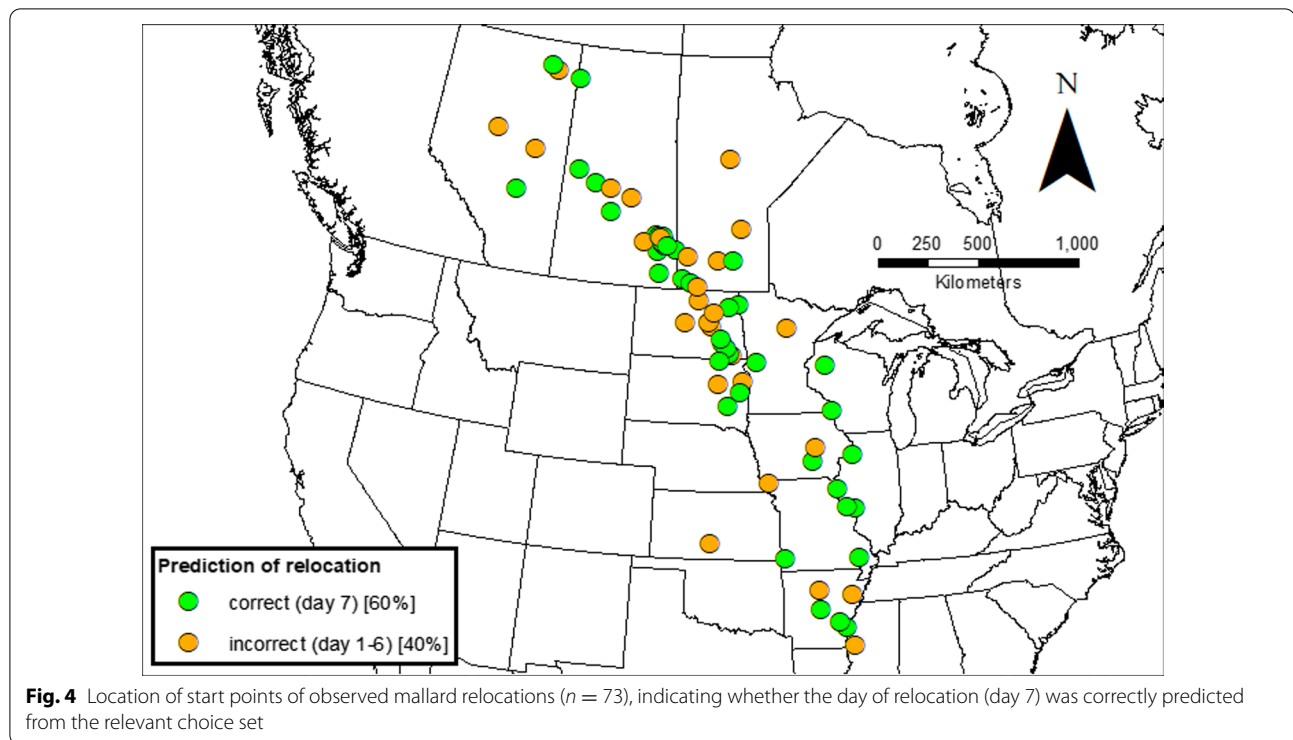 N
0 250 500 1,000
Kilometers
Prediction of relocation
correct (day 7) [60%]
incorrect (day 1-6) [40%]
Fig. 4 Location of start points of observed mallard relocations (n = 73), indicating whether the day of relocation (day 7) was correctly predicted
from the relevant choice set